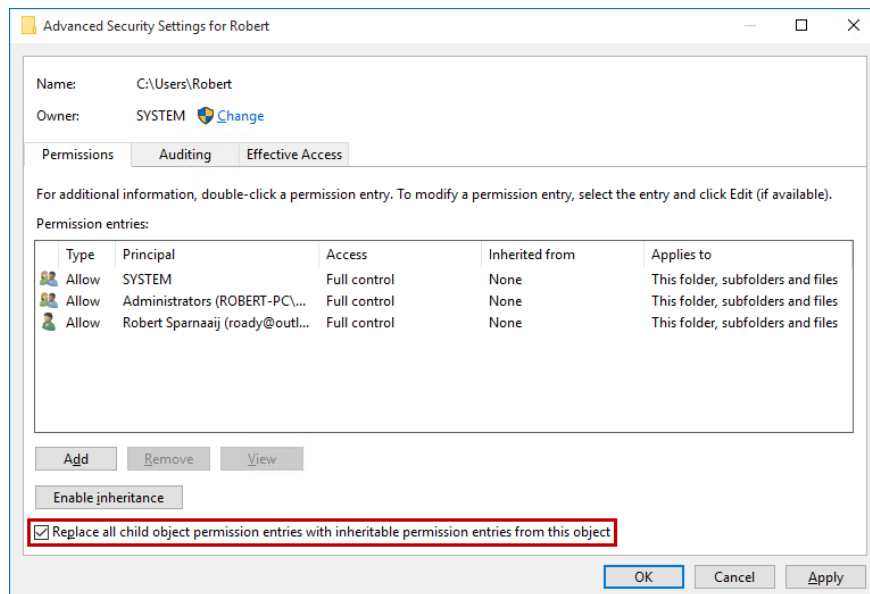 Advanced Security Settings for Robert
Name: C:\Users\Robert
Owner: SYSTEM Change
Permissions Auditing Effective Access
For additional information, double-click a permission entry. To modify a permission entry, select the entry and click Edit (if available).
Permission entries:
Type Principal Access Inherited from Applies to
Allow SYSTEM Full control None This folder, subfolders and files
Allow Administrators (ROBERT-PC\... Full control None This folder, subfolders and files
Allow Robert Sparnaaij (roady@outl... Full control None This folder, subfolders and files
Add Remove View
Enable inheritance
Replace all child object permission entries with inheritable permission entries from this object
OK Cancel Apply